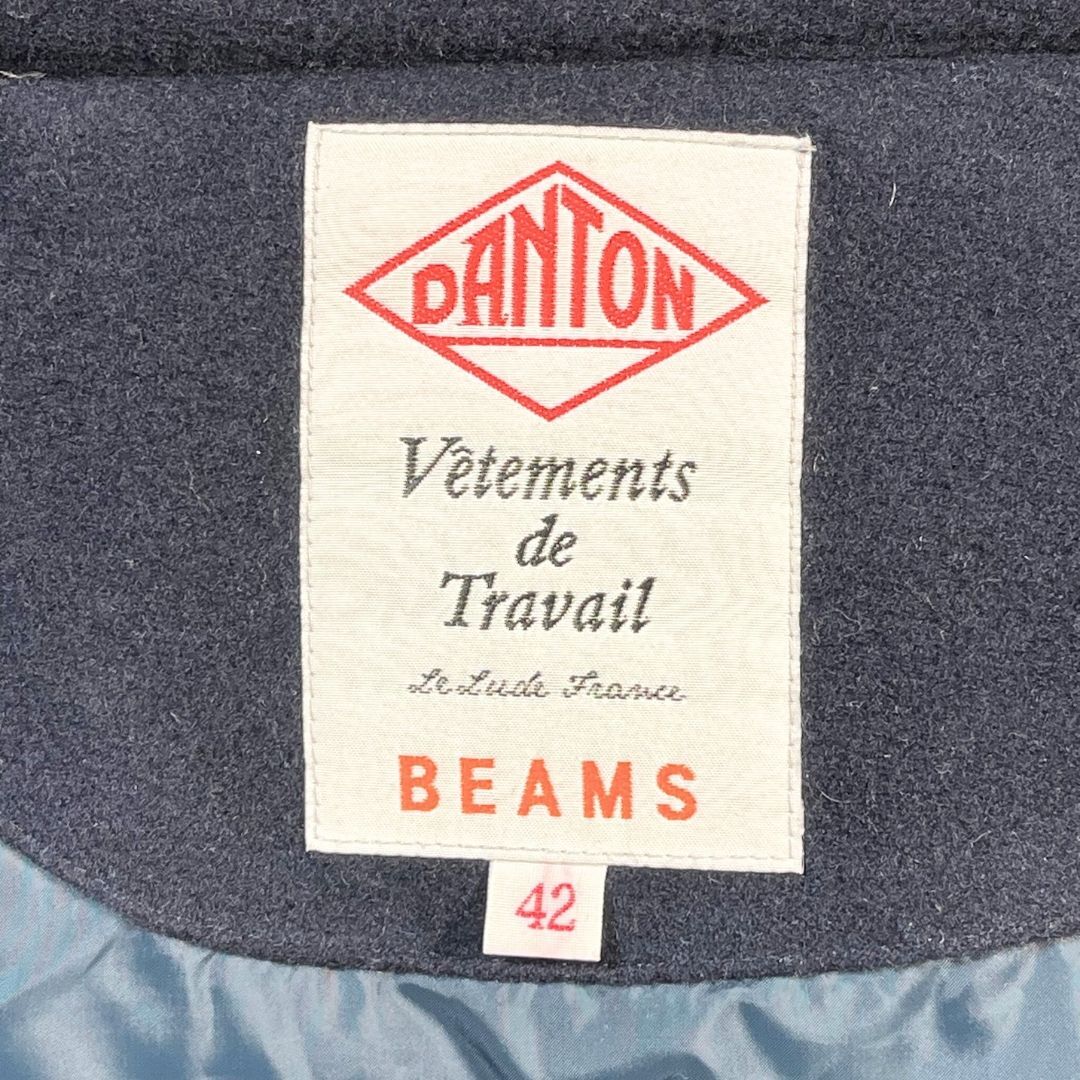 DANTON
Vêtements
de
Travail
Le Lude France
BEAMS
42